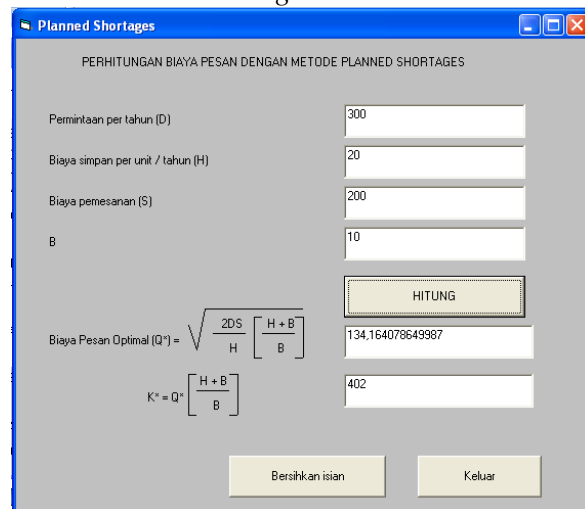 Planned Shortages
PERHITUNGAN BIAYA PESAN DENGAN METODE PLANNED SHORTAGES
Permintaan per tahun (D) 300
Biaya simpan per unit / tahun (H) 20
Biaya pemesanan (S) 200
B 10
HITUNG
Biaya Pesan Optimal (Q*) = √ 2DS / H [ H + B / B ] 134,164078649987
K* = Q* [ H + B / B ] 402
Bersihkan isian Keluar